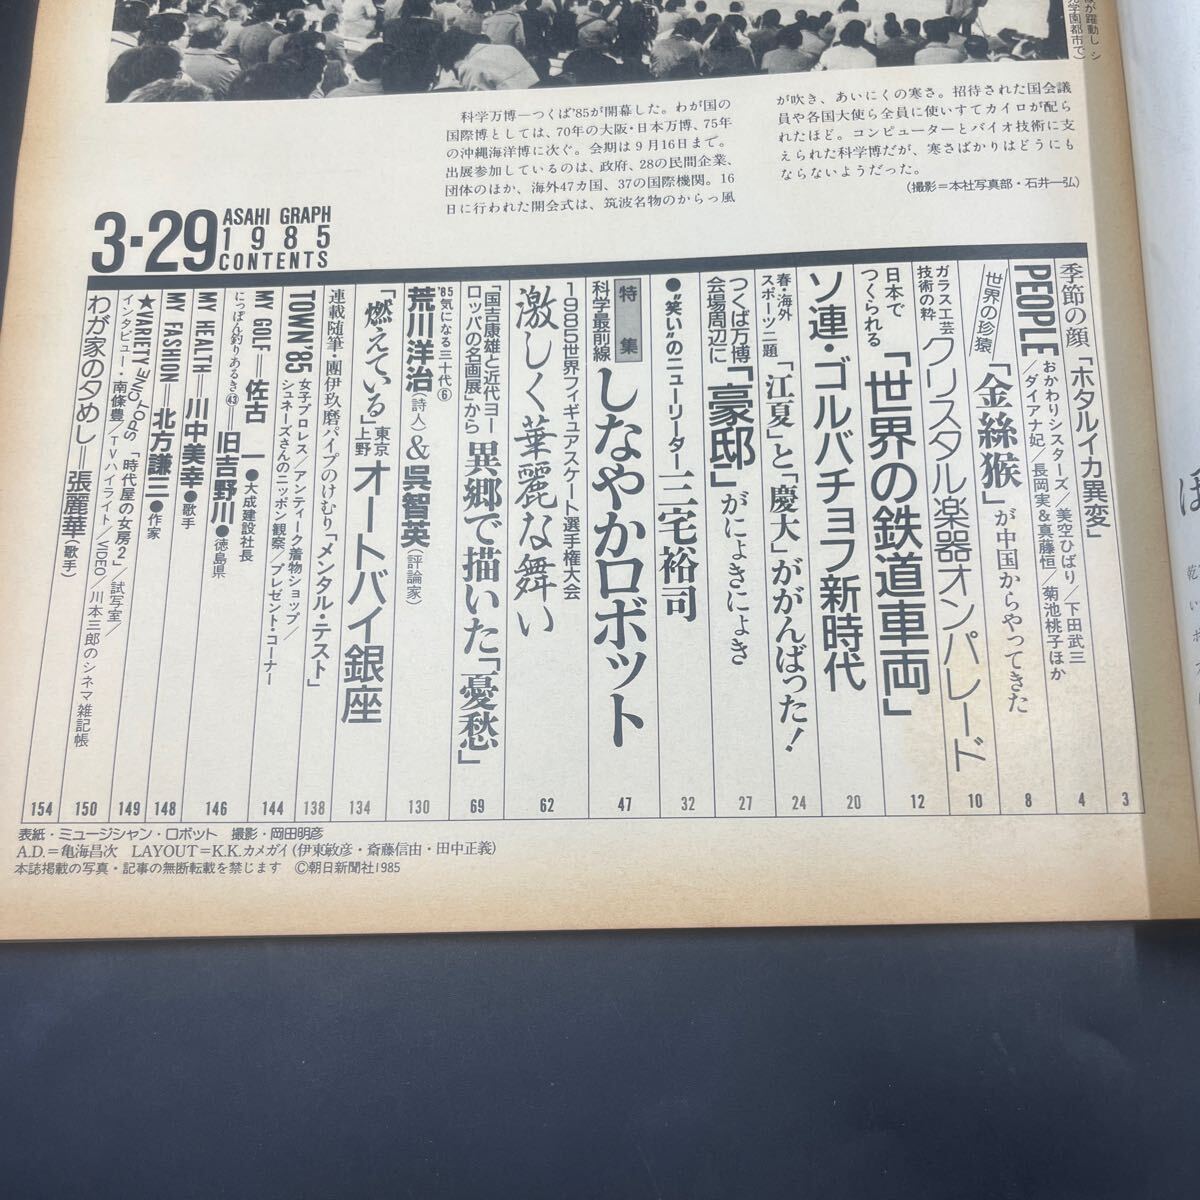 科学万博―つくば'85が開幕した。わが国の
国際博としては、70年の大阪・日本万博、75年
の沖縄海洋博に次ぐ。会期は9月16日まで。
出展参加しているのは、政府、28の民間企業、
団体のほか、海外47カ国、37の国際機関。16
日に行われた開会式は、筑波名物のからっ風
が吹き、あいにくの寒さ。招待された国会議
員や各国大使ら全員に使いすてカイロが配ら
れたほど。コンピューターとバイオ技術に支
えられた科学博だが、寒さばかりはどうにも
ならないようだった。
(撮影=本社写真部・石井一弘)
が躍動し シ
学園都市で)
3・29
ASAHI GRAPH
1985
CONTENTS
季節の顔「ホタルイカ異変」
3
PEOPLE
おかわりシスターズ/美空ひばり/下田武三
/ダイアナ妃/長岡実&真藤恒/菊池桃子ほか
4
世界の珍猿
「金絲猴」が中国からやってきた
8
ガラス工芸
技術の粋
クリスタル楽器オンパレード
10
日本で
つくられる
「世界の鉄道車両」
12
ソ連・ゴルバチョフ新時代
20
春・海外
スポーツ二題
「江夏」と「慶大」ががんばった!
24
つくば万博
会場周辺に
「豪邸」がにょきにょき
27
●“笑い”のニューリーダー三宅裕司
32
特集
科学最前線
しなやかロボット
47
1985世界フィギュアスケート選手権大会
激しく華麗な舞い
62
「国吉康雄と近代ヨー
ロッパの名画展」から
異郷で描いた「憂愁」
69
'85気になる三十代⑥
荒川洋治(詩人)&呉智英(評論家)
130
「燃えている」東京
上野
オートバイ銀座
134
連載随筆・團伊玖磨パイプのけむり「メンタル・テスト」
138
TOWN'85
女子プロレス/アンティーク着物ショップ/
シュネーズさんのニッポン観察/プレゼント・コーナー
MY GOLF=佐古 一●大成建設社長
144
にっぽん釣りあるき㊸=旧吉野川●徳島県
MY HEALTH=川中美幸●歌手
146
MY FASHION=北方謙三●作家
148
★VARIETY NEWS SPOTS
「時代屋の女房2」/試写室/
インタビュー・南條豊/TVハイライト/VIDEO/川本三郎のシネマ雑記帳
149
わが家の夕めし=張麗華(歌手)
150
154
表紙・ミュージシャン・ロボット 撮影・岡田明彦
A.D.=亀海昌次 LAYOUT=K.K.カメガイ(伊東敏彦・斎藤信由・田中正義)
本誌掲載の写真・記事の無断転載を禁じます ©朝日新聞社1985